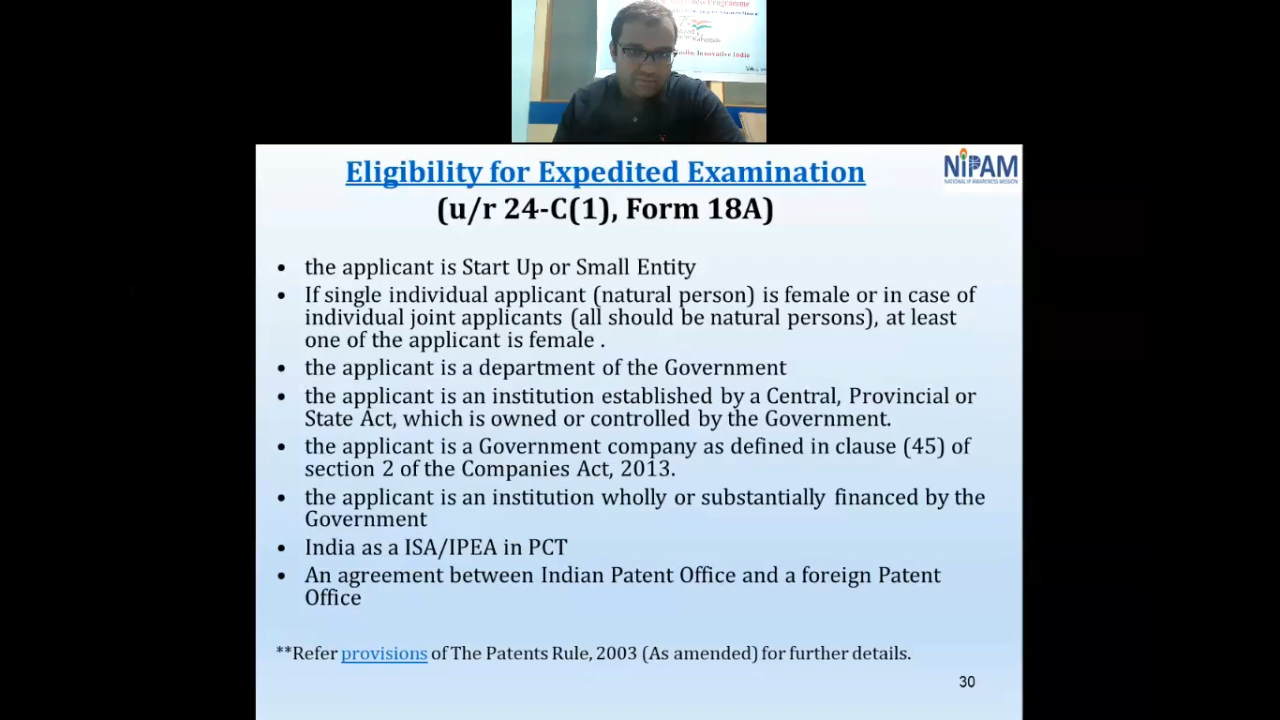 Programme
Innovative India
Eligibility for Expedited Examination
NIPAM
NATIONAL IP AWARENESS MISSION
(u/r 24-C(1), Form 18A)
• the applicant is Start Up or Small Entity
• If single individual applicant (natural person) is female or in case of
individual joint applicants (all should be natural persons), at least
one of the applicant is female .
• the applicant is a department of the Government
• the applicant is an institution established by a Central, Provincial or
State Act, which is owned or controlled by the Government.
• the applicant is a Government company as defined in clause (45) of
section 2 of the Companies Act, 2013.
• the applicant is an institution wholly or substantially financed by the
Government
• India as a ISA/IPEA in PCT
• An agreement between Indian Patent Office and a foreign Patent
Office
**Refer provisions of The Patents Rule, 2003 (As amended) for further details.
30